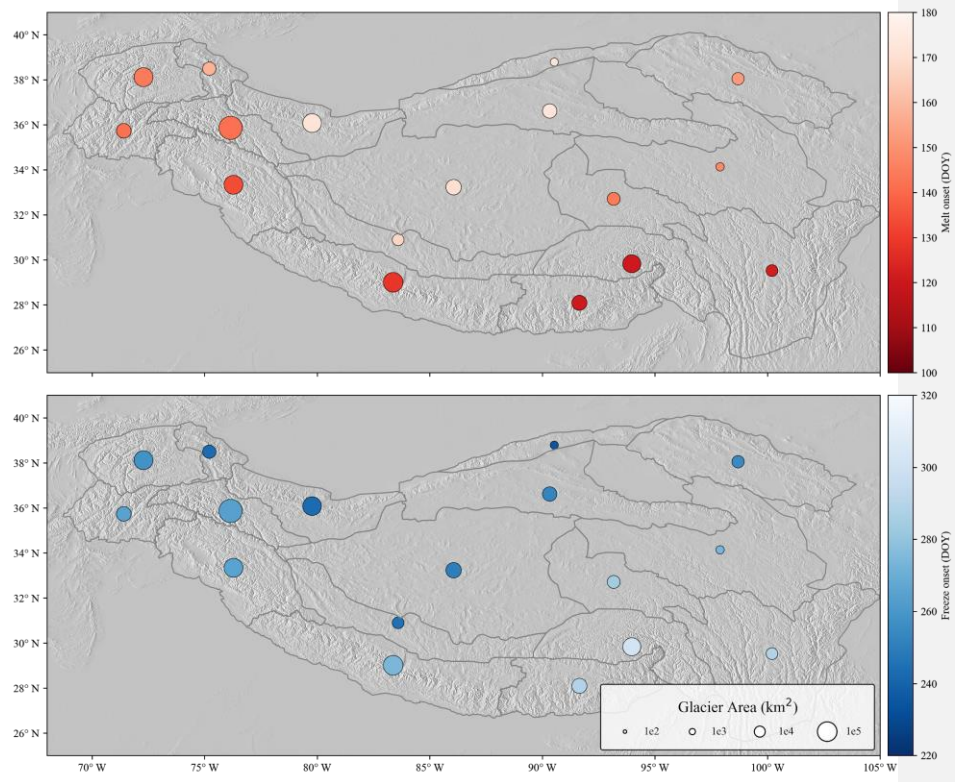 40° N
38° N
36° N
34° N
32° N
30° N
28° N
26° N
180
170
160
150
140
130
120
110
100
Melt onset (DOY)
40° N
38° N
36° N
34° N
32° N
30° N
28° N
26° N
320
300
280
260
240
220
Freeze onset (DOY)
Glacier Area (km²)
1e2 1e3 1e4 1e5
70° W 75° W 80° W 85° W 90° W 95° W 100° W 105° W